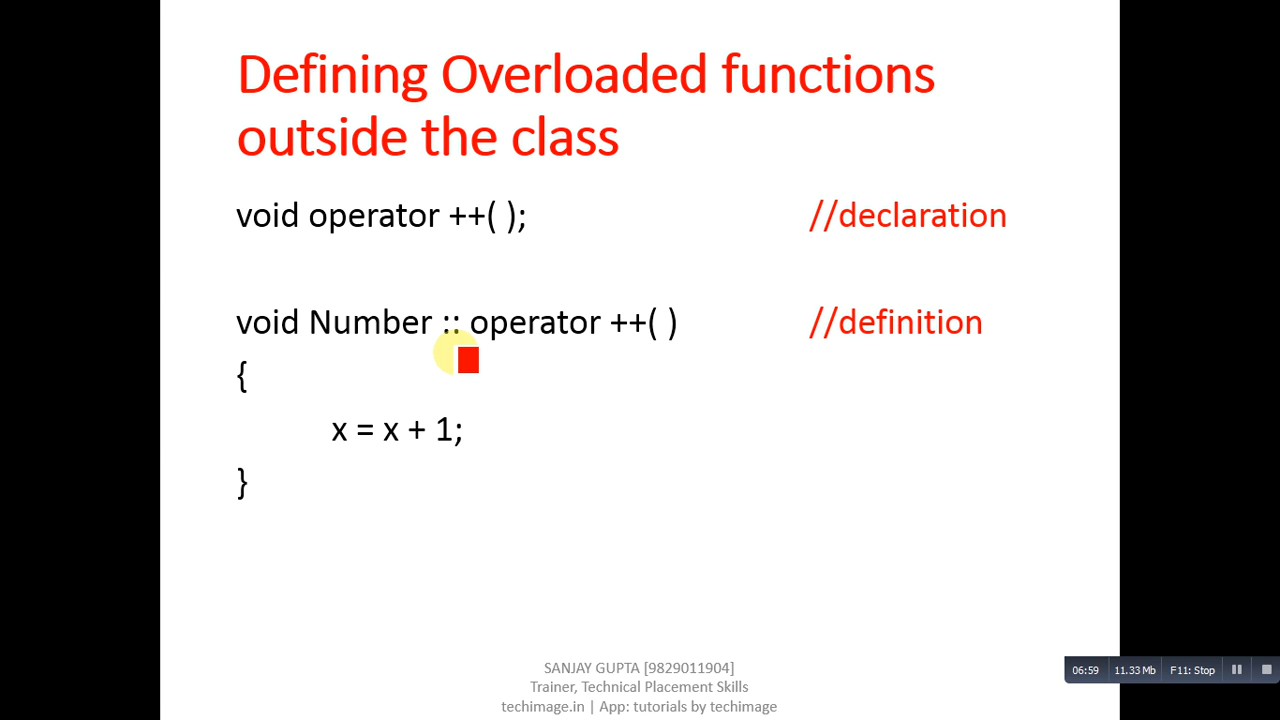 Defining Overloaded functions
outside the class
void operator ++( ); //declaration
void Number :: operator ++( ) //definition
{
x = x + 1;
}
SANJAY GUPTA [9829011904]
Trainer, Technical Placement Skills
techimage.in | App: tutorials by techimage
06:59 11.33 Mb F11: Stop